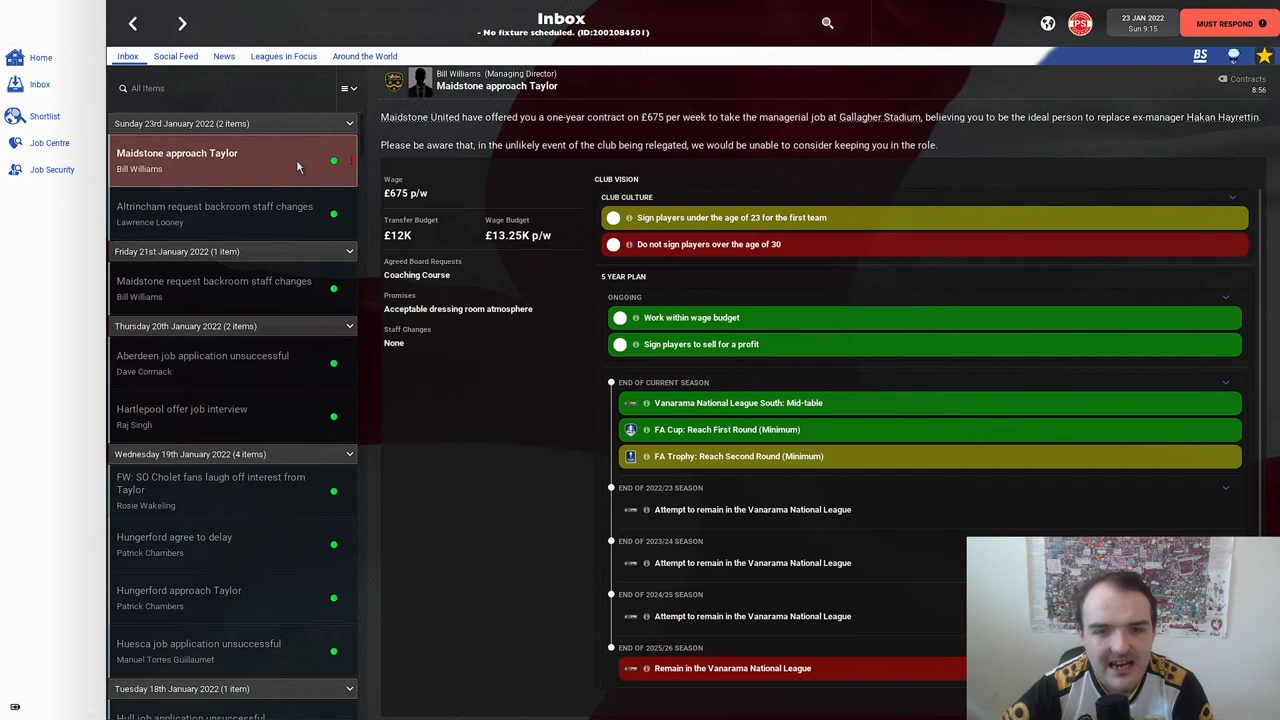 Inbox
- No fixture scheduled. (ID:2002084501)
PS
23 JAN 2022
Sun 9:15
MUST RESPOND
Home
Inbox
Shortlist
Job Centre
Job Security
Inbox
Social Feed
News
Leagues in Focus
Around the World
BS
All Items
Sunday 23rd January 2022 (2 items)
Maidstone approach Taylor
Bill Williams
Altrincham request backroom staff changes
Lawrence Looney
Friday 21st January 2022 (1 item)
Maidstone request backroom staff changes
Bill Williams
Thursday 20th January 2022 (2 items)
Aberdeen job application unsuccessful
Dave Cormack
Hartlepool offer job interview
Raj Singh
Wednesday 19th January 2022 (4 items)
FW: SO Cholet fans laugh off interest from
Taylor
Rosie Wakeling
Hungerford agree to delay
Patrick Chambers
Hungerford approach Taylor
Patrick Chambers
Huesca job application unsuccessful
Manuel Torres Guillaumet
Tuesday 18th January 2022 (1 item)
Hull job application unsuccessful
Bill Williams (Managing Director)
Maidstone approach Taylor
Contracts
8:56
Maidstone United have offered you a one-year contract on £675 per week to take the managerial job at Gallagher Stadium, believing you to be the ideal person to replace ex-manager Hakan Hayrettin.
Please be aware that, in the unlikely event of the club being relegated, we would be unable to consider keeping you in the role.
Wage
£675 p/w
Transfer Budget
£12K
Wage Budget
£13.25K p/w
Agreed Board Requests
Coaching Course
Promises
Acceptable dressing room atmosphere
Staff Changes
None
CLUB VISION
CLUB CULTURE
Sign players under the age of 23 for the first team
Do not sign players over the age of 30
5 YEAR PLAN
ONGOING
Work within wage budget
Sign players to sell for a profit
END OF CURRENT SEASON
Vanarama National League South: Mid-table
FA Cup: Reach First Round (Minimum)
FA Trophy: Reach Second Round (Minimum)
END OF 2022/23 SEASON
Attempt to remain in the Vanarama National League
END OF 2023/24 SEASON
Attempt to remain in the Vanarama National League
END OF 2024/25 SEASON
Attempt to remain in the Vanarama National League
END OF 2025/26 SEASON
Remain in the Vanarama National League